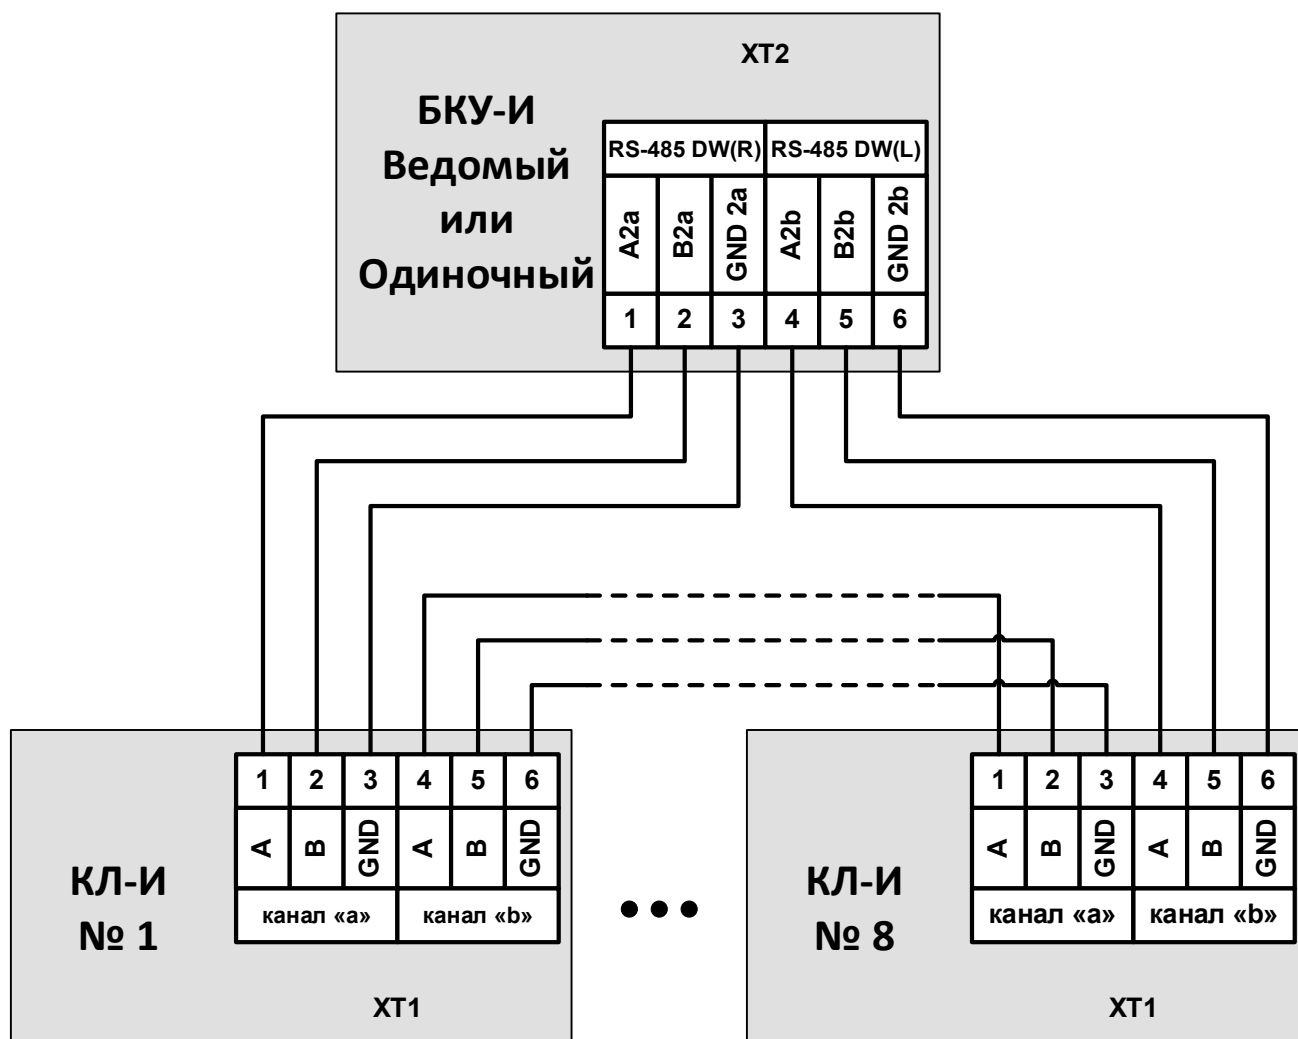 XT2
БКУ-И
Ведомый
или
Одиночный
RS-485 DW(R) RS-485 DW(L)
A2a B2a GND 2a A2b B2b GND 2b
1 2 3 4 5 6
1 2 3 4 5 6
A B GND A B GND
канал «a» канал «b»
КЛ-И
№ 1
XT1
1 2 3 4 5 6
A B GND A B GND
канал «a» канал «b»
КЛ-И
№ 8
XT1